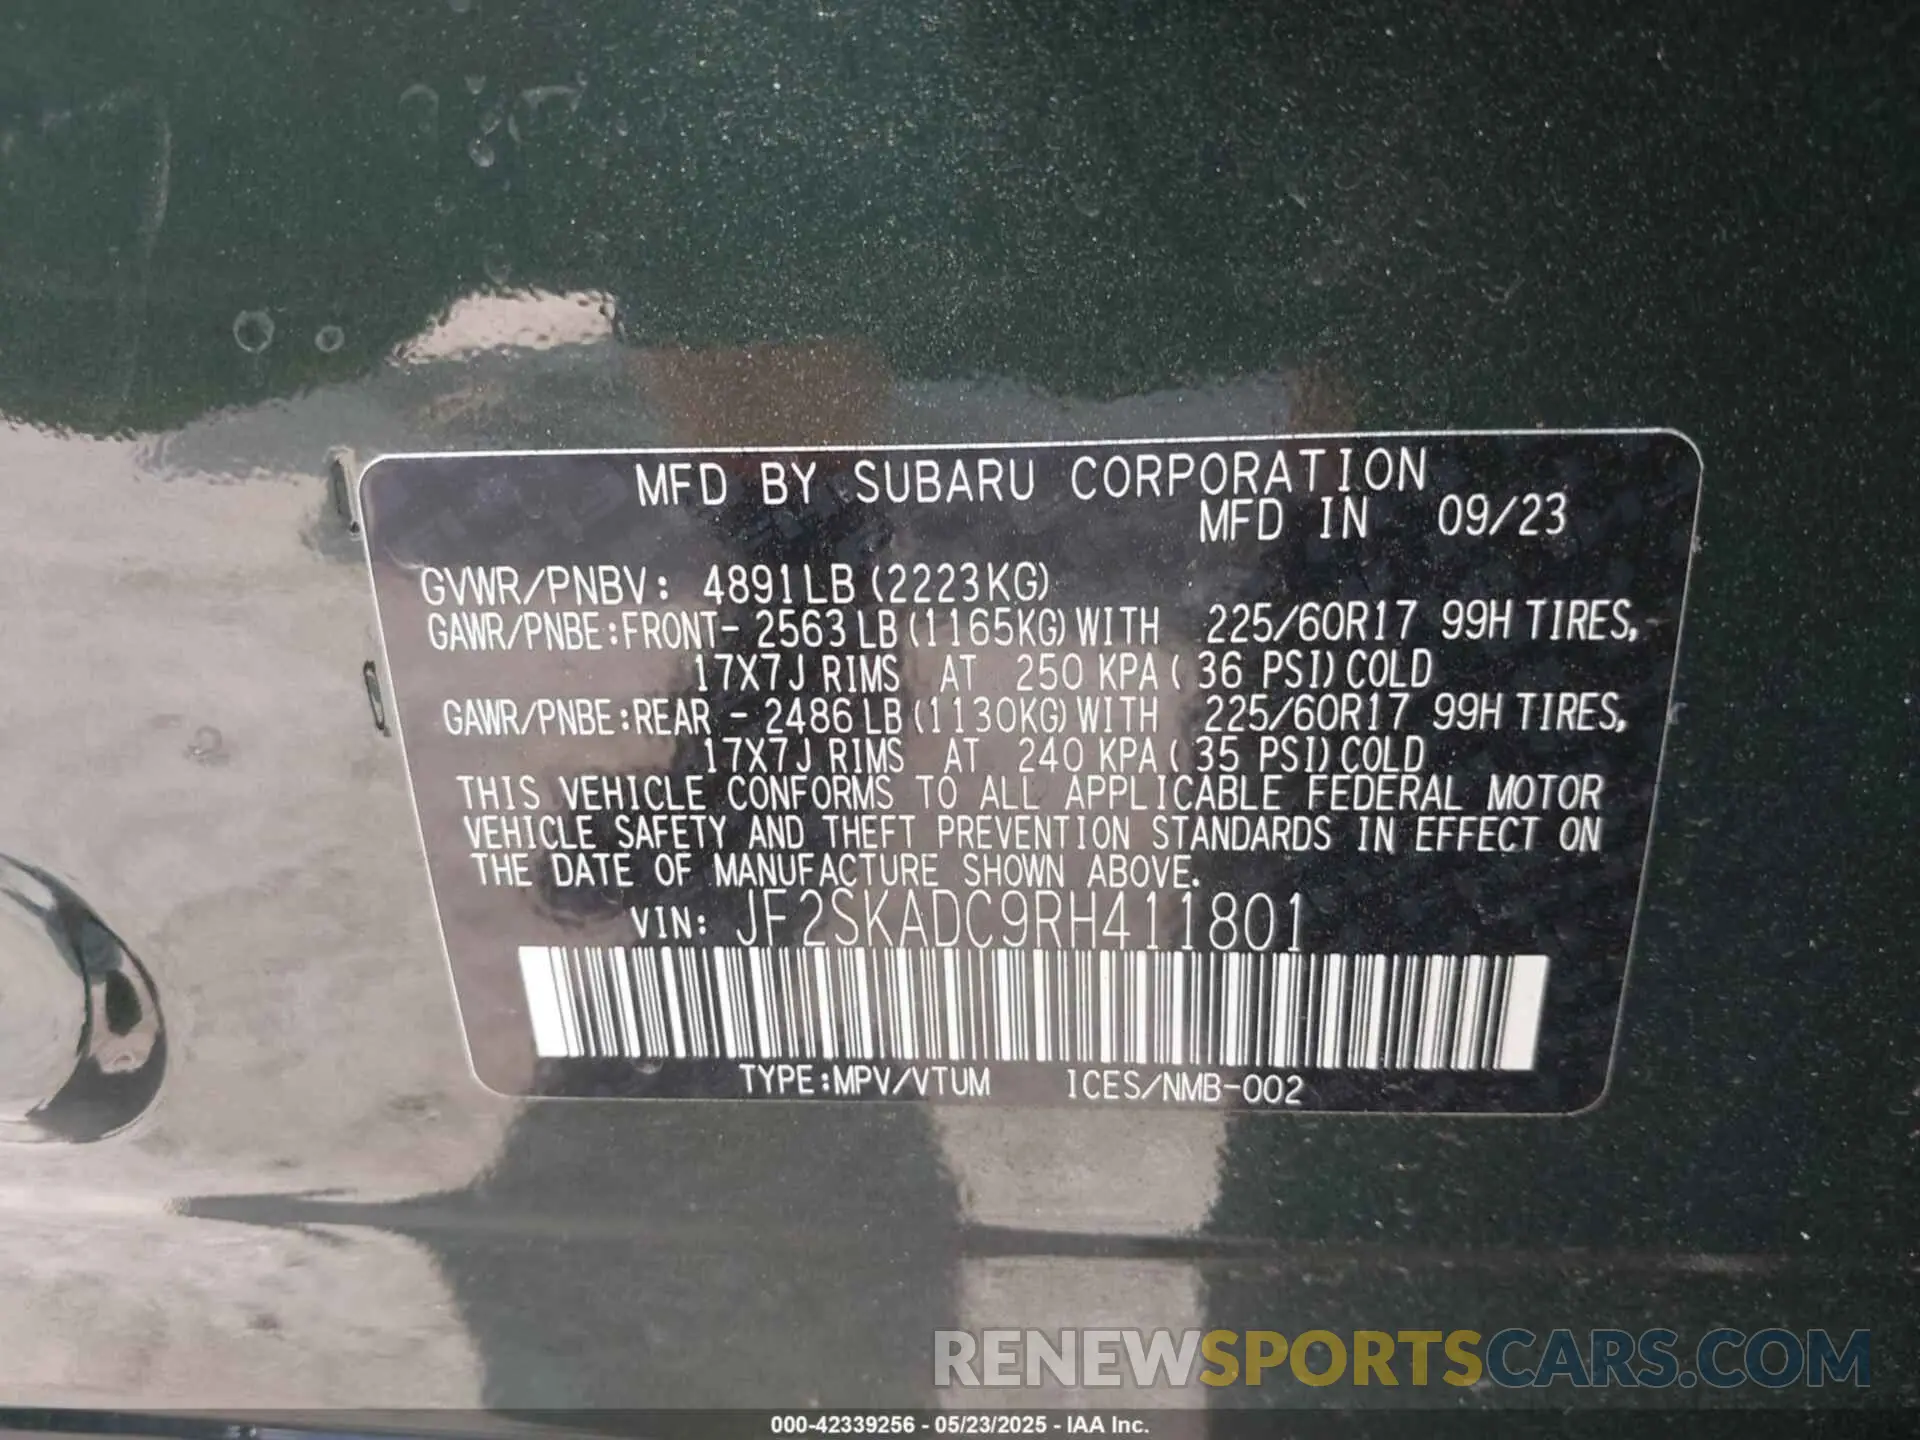 MFD BY SUBARU CORPORATION
MFD IN 09/23
GVWR/PNBV: 4891LB (2223KG)
GAWR/PNBE:FRONT- 2563LB(1165KG)WITH 225/60R17 99H TIRES,
17X7J RIMS AT 250 KPA( 36 PSI)COLD
GAWR/PNBE:REAR - 2486LB(1130KG)WITH 225/60R17 99H TIRES,
17X7J RIMS AT 240 KPA( 35 PSI)COLD
THIS VEHICLE CONFORMS TO ALL APPLICABLE FEDERAL MOTOR
VEHICLE SAFETY AND THEFT PREVENTION STANDARDS IN EFFECT ON
THE DATE OF MANUFACTURE SHOWN ABOVE.
VIN: JF2SKADC9RH411801
TYPE:MPV/VTUM ICES/NMB-002
RENEWSPORTSCARS.COM
000-42339256 - 05/23/2025 - IAA Inc.